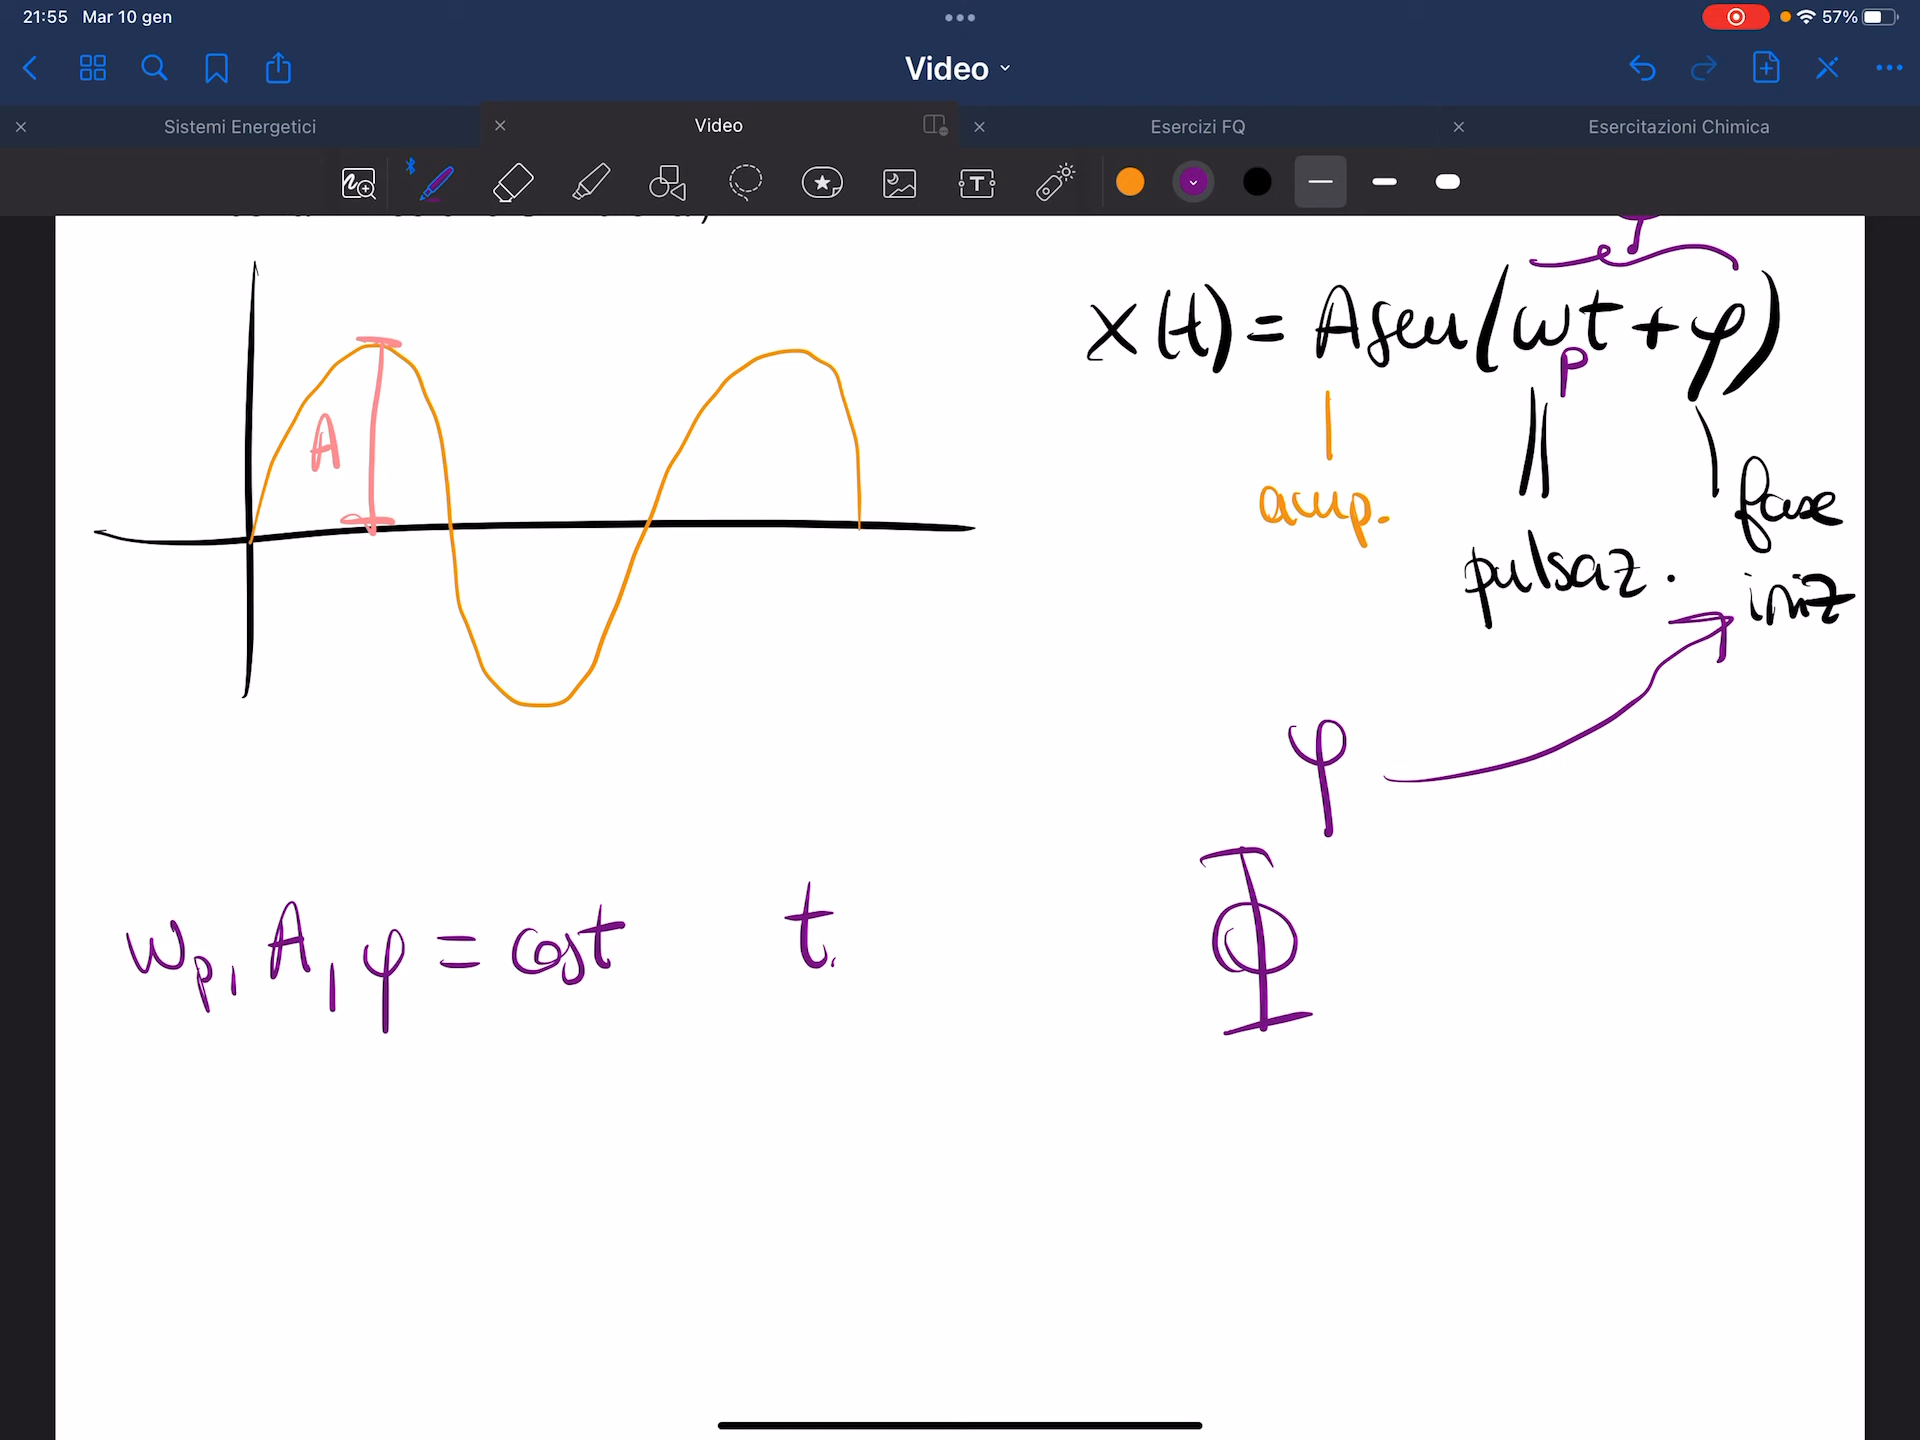 21:55 Mar 10 gen
57%
Video
Sistemi Energetici
Video
Esercizi FQ
Esercitazioni Chimica
x(t) = A sen(ωₚt + φ)
A
amp.
pulsaz.
fase
iniz
φ
ωₚ, A, φ = cost t.
Φ